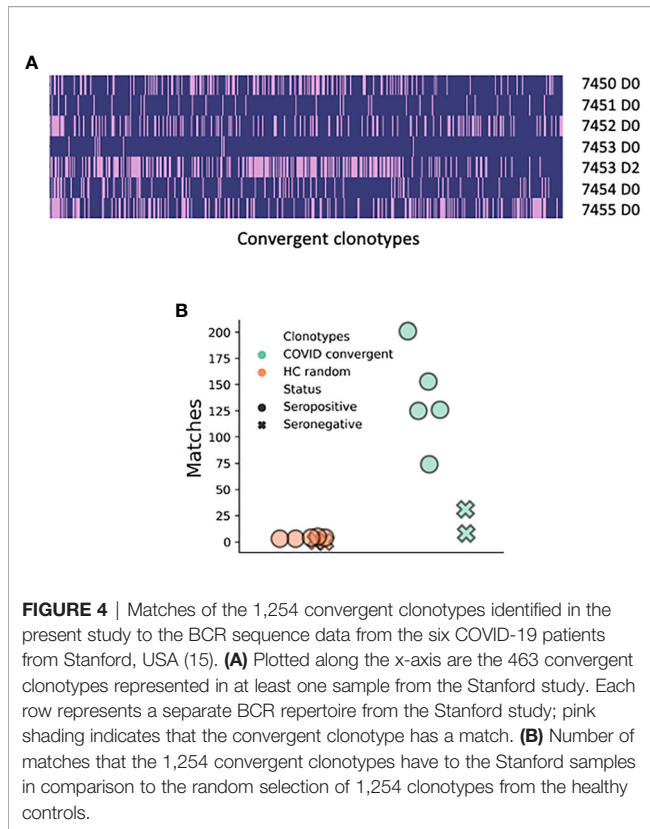 A
7450 D0
7451 D0
7452 D0
7453 D0
7453 D2
7454 D0
7455 D0
Convergent clonotypes
B
Matches
200
175
150
125
100
75
50
25
0
Clonotypes
COVID convergent
HC random
Status
Seropositive
Seronegative
FIGURE 4 | Matches of the 1,254 convergent clonotypes identified in the
present study to the BCR sequence data from the six COVID-19 patients
from Stanford, USA (15). (A) Plotted along the x-axis are the 463 convergent
clonotypes represented in at least one sample from the Stanford study. Each
row represents a separate BCR repertoire from the Stanford study; pink
shading indicates that the convergent clonotype has a match. (B) Number of
matches that the 1,254 convergent clonotypes have to the Stanford samples
in comparison to the random selection of 1,254 clonotypes from the healthy
controls.